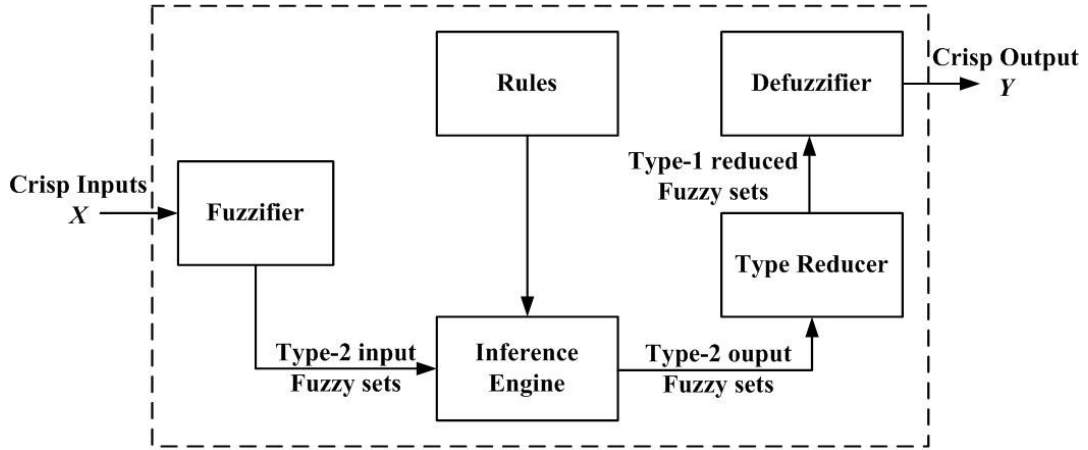 Crisp Inputs
X
Fuzzifier
Type-2 input
Fuzzy sets
Rules
Inference
Engine
Type-2 ouput
Fuzzy sets
Type Reducer
Type-1 reduced
Fuzzy sets
Defuzzifier
Crisp Output
Y